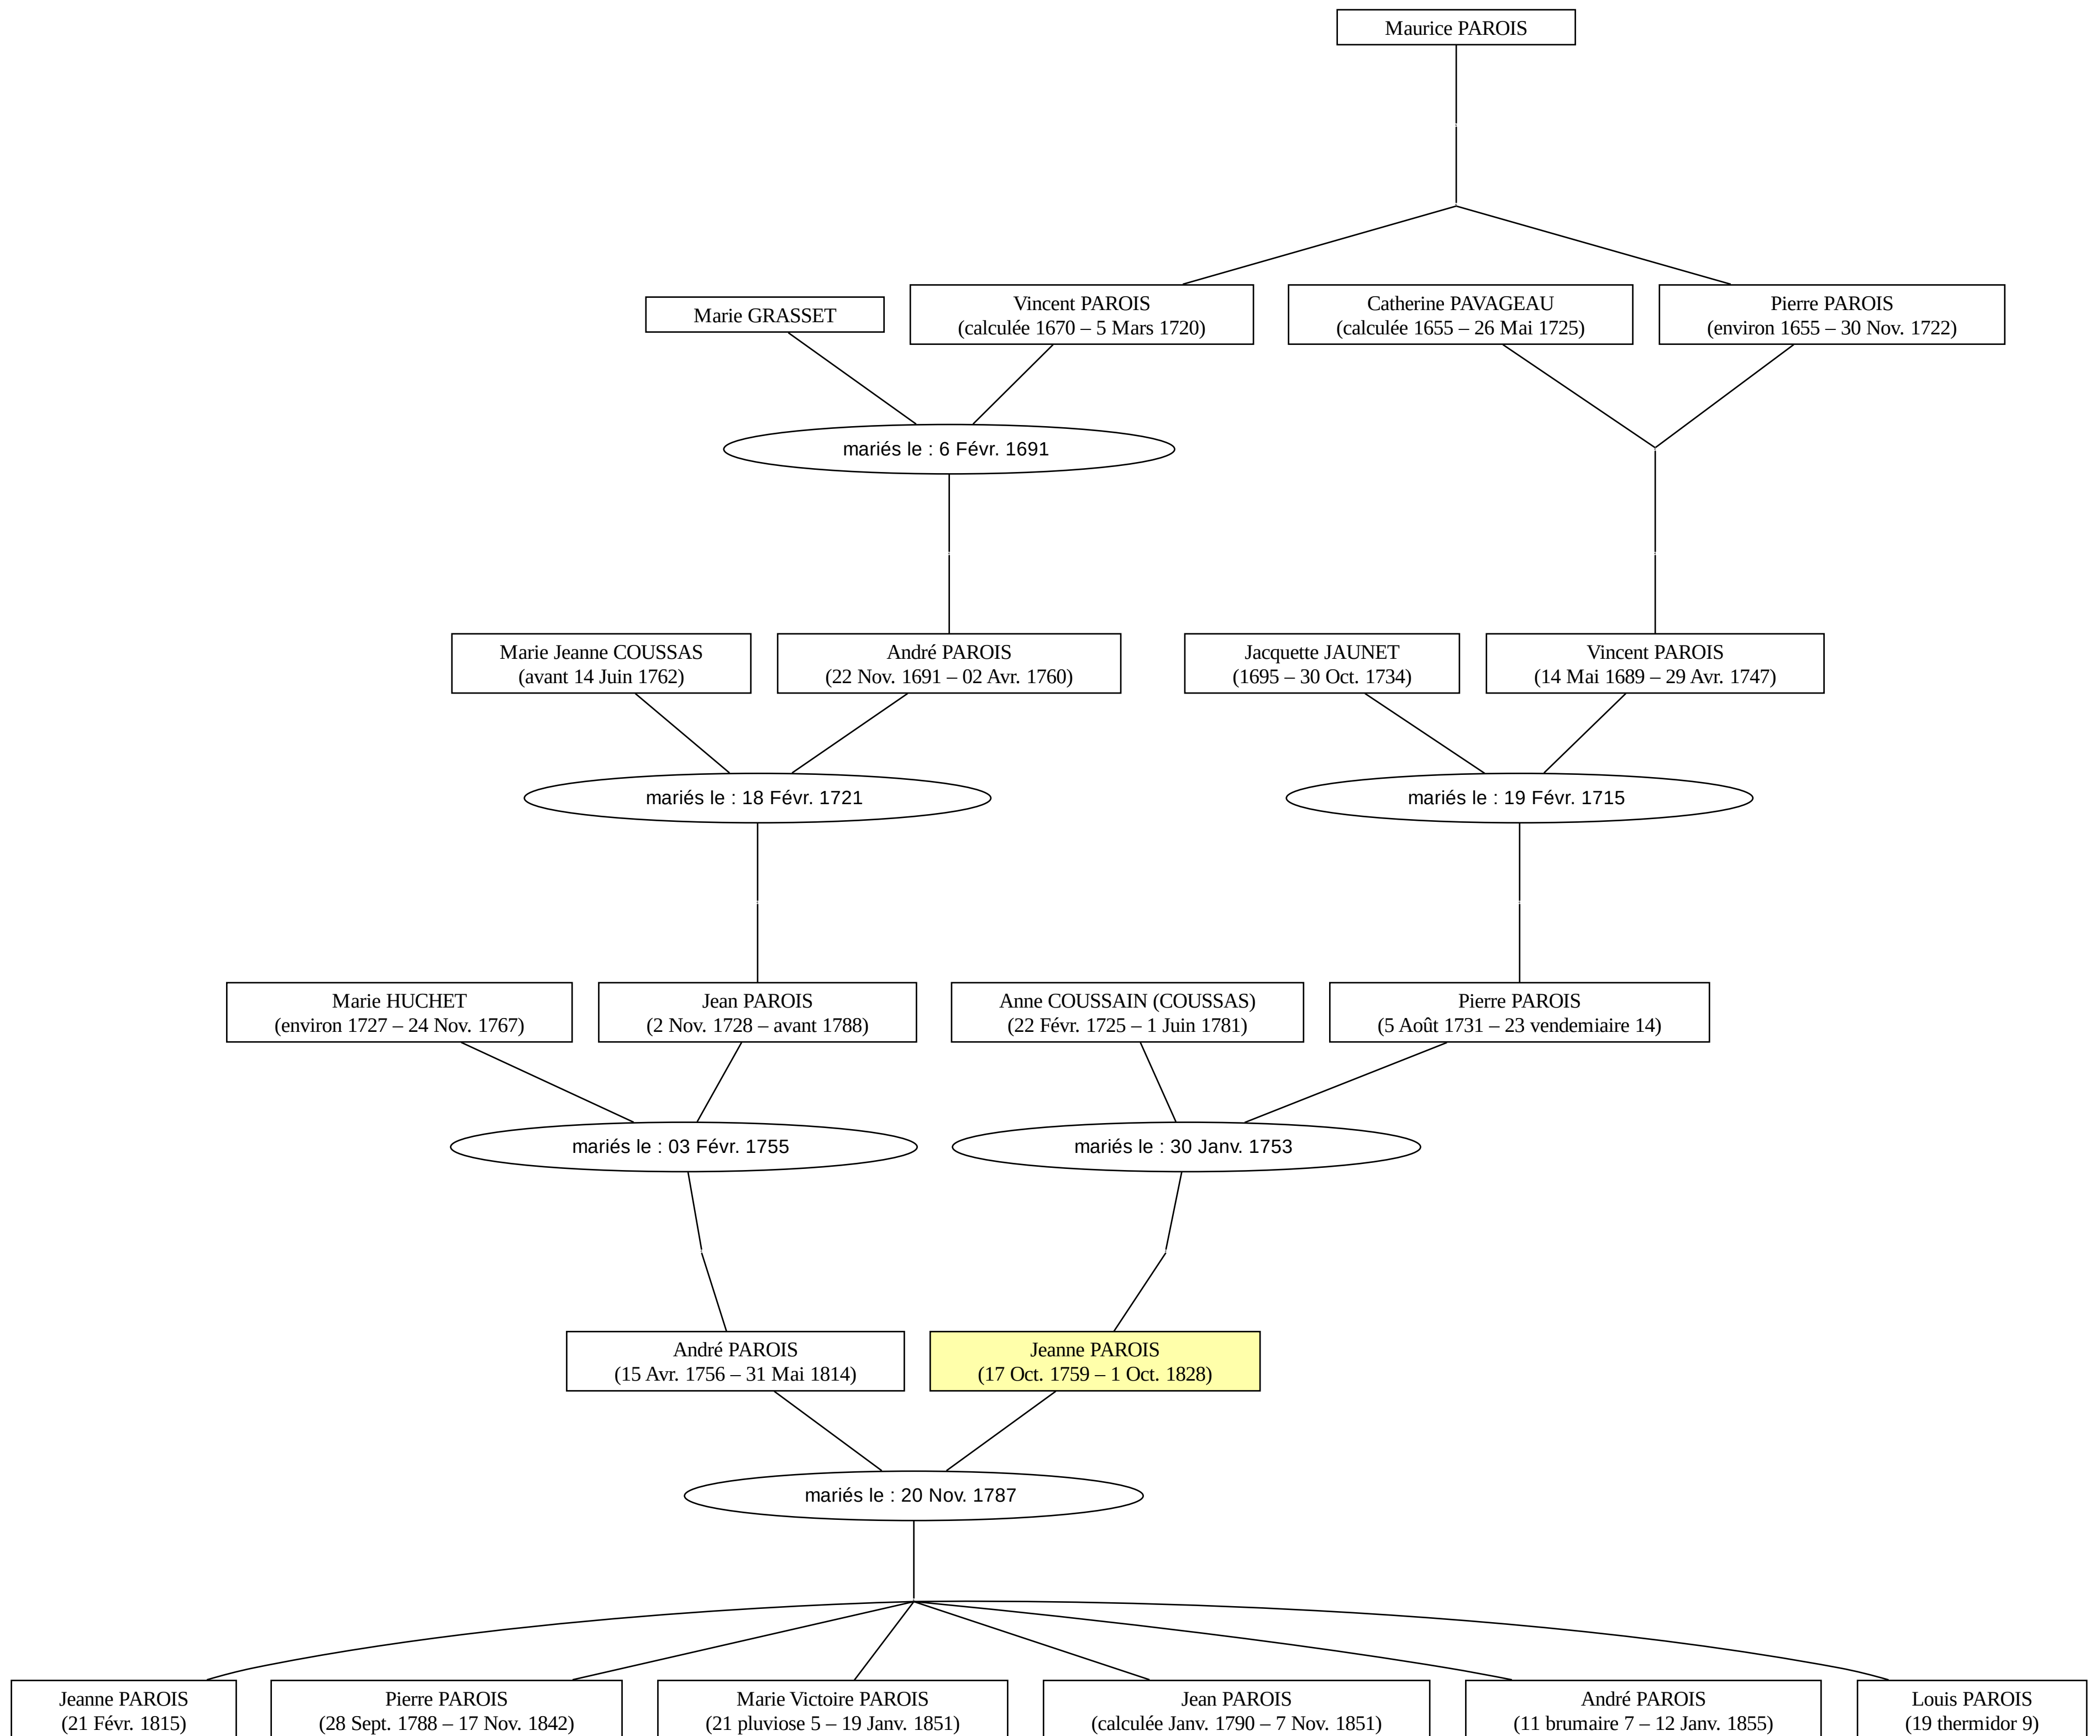 Maurice PAROIS
Marie GRASSET
Vincent PAROIS
(calculée 1670 – 5 Mars 1720)
Catherine PAVAGEAU
(calculée 1655 – 26 Mai 1725)
Pierre PAROIS
(environ 1655 – 30 Nov. 1722)
mariés le : 6 Févr. 1691
Marie Jeanne COUSSAS
(avant 14 Juin 1762)
André PAROIS
(22 Nov. 1691 – 02 Avr. 1760)
Jacquette JAUNET
(1695 – 30 Oct. 1734)
Vincent PAROIS
(14 Mai 1689 – 29 Avr. 1747)
mariés le : 18 Févr. 1721
mariés le : 19 Févr. 1715
Marie HUCHET
(environ 1727 – 24 Nov. 1767)
Jean PAROIS
(2 Nov. 1728 – avant 1788)
Anne COUSSAIN (COUSSAS)
(22 Févr. 1725 – 1 Juin 1781)
Pierre PAROIS
(5 Août 1731 – 23 vendemiaire 14)
mariés le : 03 Févr. 1755
mariés le : 30 Janv. 1753
André PAROIS
(15 Avr. 1756 – 31 Mai 1814)
Jeanne PAROIS
(17 Oct. 1759 – 1 Oct. 1828)
mariés le : 20 Nov. 1787
Jeanne PAROIS
(21 Févr. 1815)
Pierre PAROIS
(28 Sept. 1788 – 17 Nov. 1842)
Marie Victoire PAROIS
(21 pluviose 5 – 19 Janv. 1851)
Jean PAROIS
(calculée Janv. 1790 – 7 Nov. 1851)
André PAROIS
(11 brumaire 7 – 12 Janv. 1855)
Louis PAROIS
(19 thermidor 9)